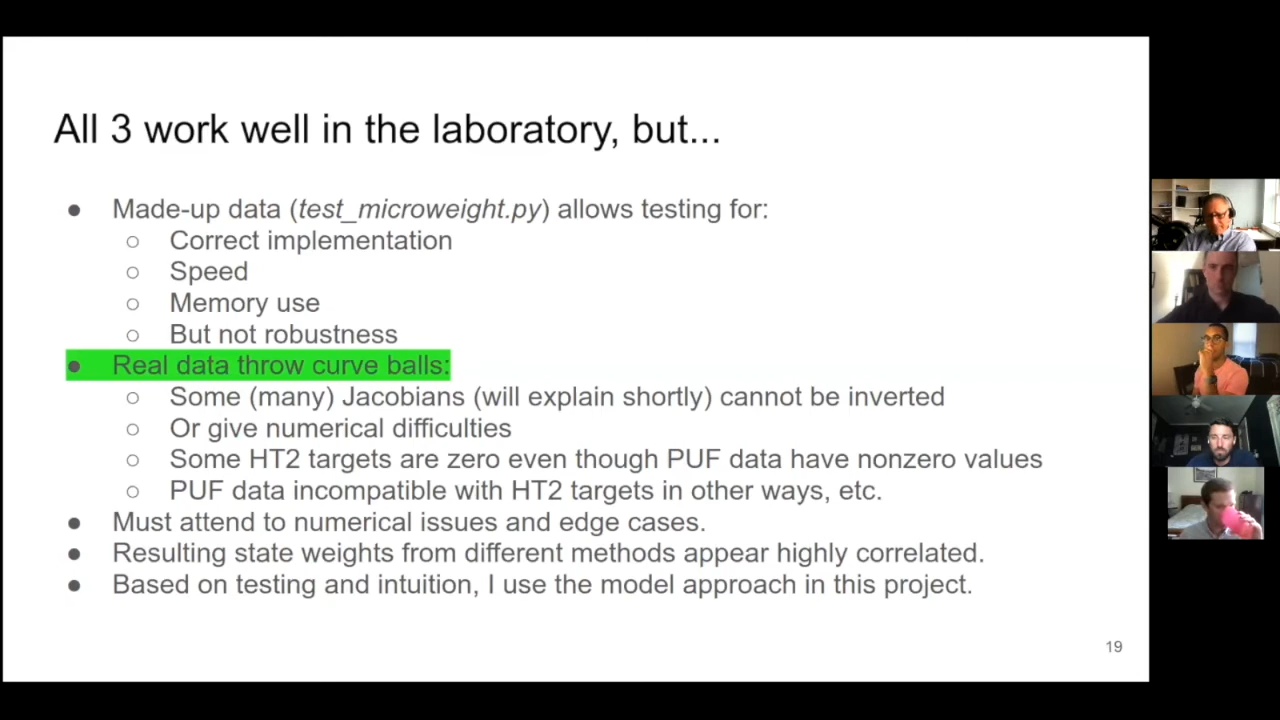 All 3 work well in the laboratory, but...
● Made-up data (test_microweight.py) allows testing for:
○ Correct implementation
○ Speed
○ Memory use
○ But not robustness
● Real data throw curve balls:
○ Some (many) Jacobians (will explain shortly) cannot be inverted
○ Or give numerical difficulties
○ Some HT2 targets are zero even though PUF data have nonzero values
○ PUF data incompatible with HT2 targets in other ways, etc.
● Must attend to numerical issues and edge cases.
● Resulting state weights from different methods appear highly correlated.
● Based on testing and intuition, I use the model approach in this project.
19